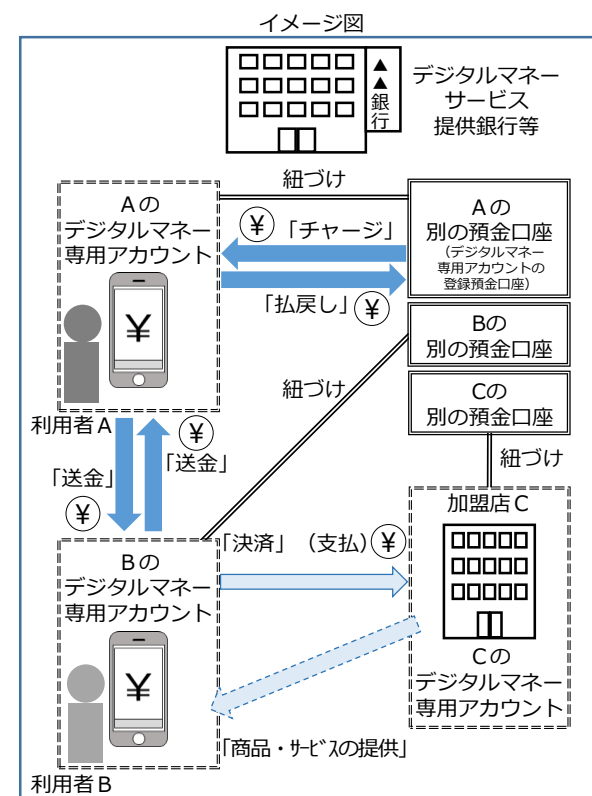 イメージ図
▲▲銀行
デジタルマネー
サービス
提供銀行等
紐づけ
Aの
デジタルマネー
専用アカウント
¥
「チャージ」
Aの
別の預金口座
(デジタルマネー
専用アカウントの
登録預金口座)
「払戻し」
¥
¥
利用者A
Bの
別の預金口座
紐づけ
Cの
別の預金口座
紐づけ
¥
「送金」
「送金」
¥
加盟店C
「決済」(支払)
¥
Bの
デジタルマネー
専用アカウント
¥
Cの
デジタルマネー
専用アカウント
「商品・サービスの提供」
利用者B